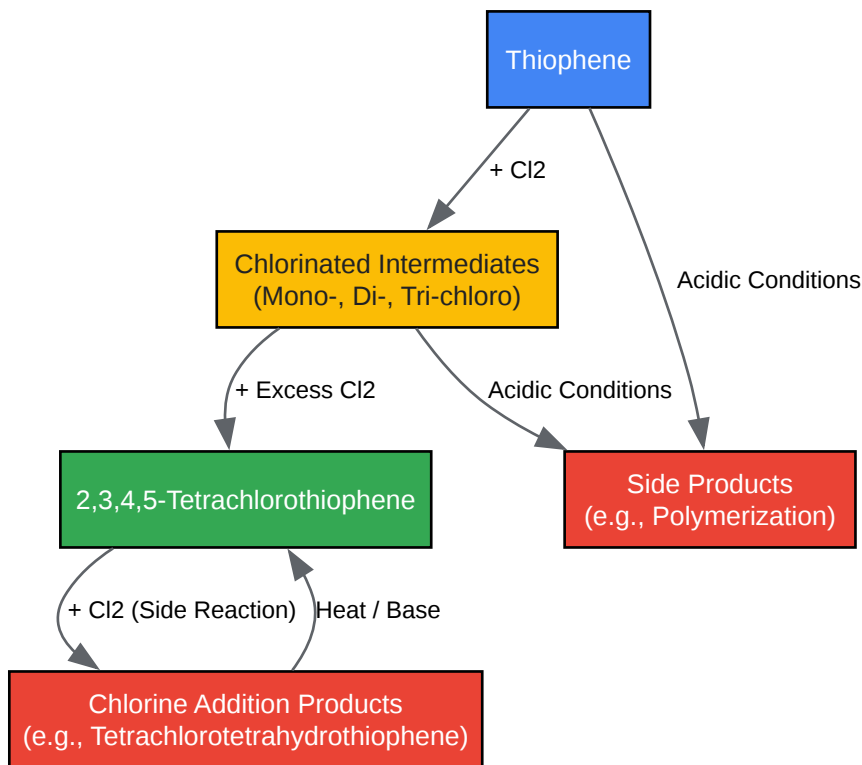 Thiophene
+ Cl2
Chlorinated Intermediates
(Mono-, Di-, Tri-chloro)
Acidic Conditions
+ Excess Cl2
Acidic Conditions
2,3,4,5-Tetrachlorothiophene
Side Products
(e.g., Polymerization)
+ Cl2 (Side Reaction)
Heat / Base
Chlorine Addition Products
(e.g., Tetrachlorotetrahydrothiophene)